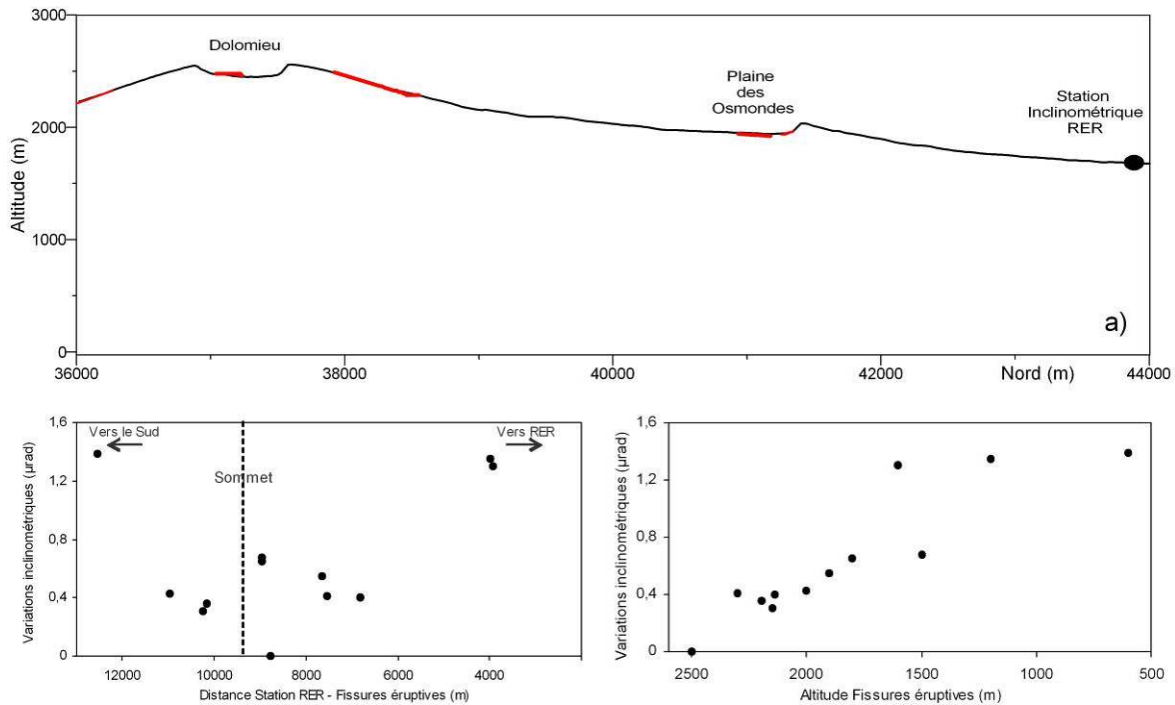 3000
2000
1000
0
Altitude (m)
Dolomieu
Plaine
des
Osmondes
Station
Inclinométrique
RER
a)
36000
38000
40000
42000
Nord (m)
44000
1,6
1,2
0,8
0,4
0
Variations inclinométriques (µrad)
Vers le Sud
Sommet
Vers RER
12000
10000
8000
6000
4000
Distance Station RER - Fissures éruptives (m)
1,6
1,2
0,8
0,4
0
Variations inclinométriques (µrad)
2500
2000
1500
1000
500
Altitude Fissures éruptives (m)